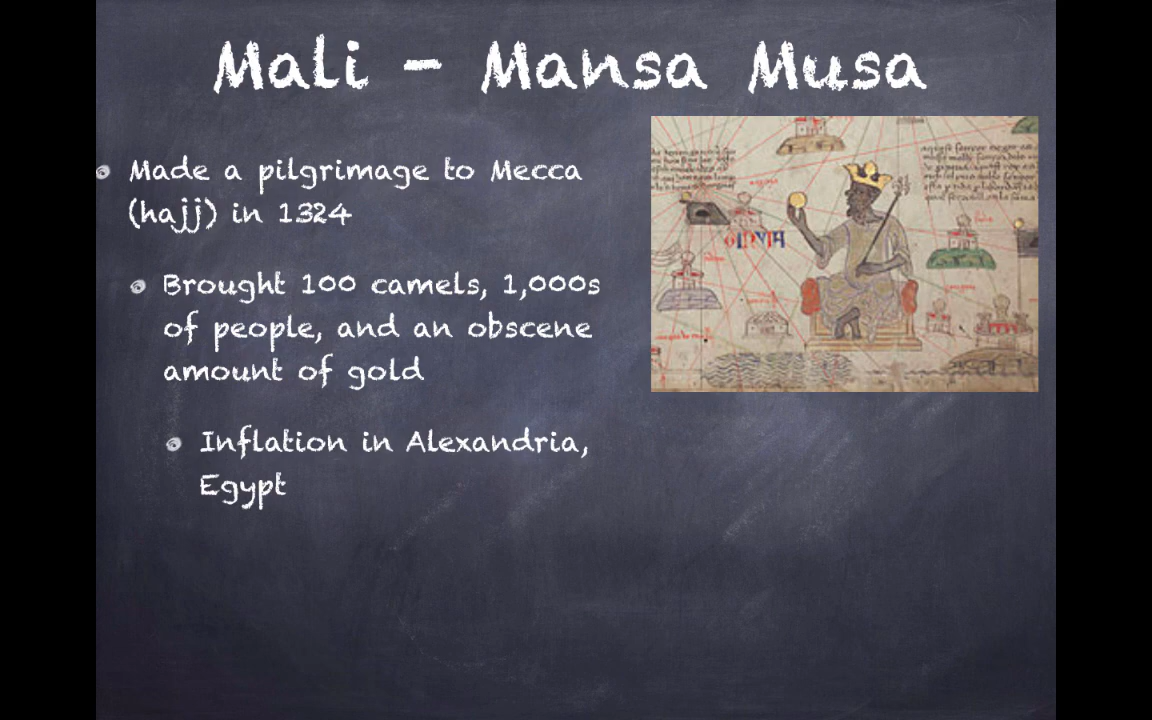 Mali - Mansa Musa
Made a pilgrimage to Mecca
(hajj) in 1324
Brought 100 camels, 1,000s
of people, and an obscene
amount of gold
Inflation in Alexandria,
Egypt